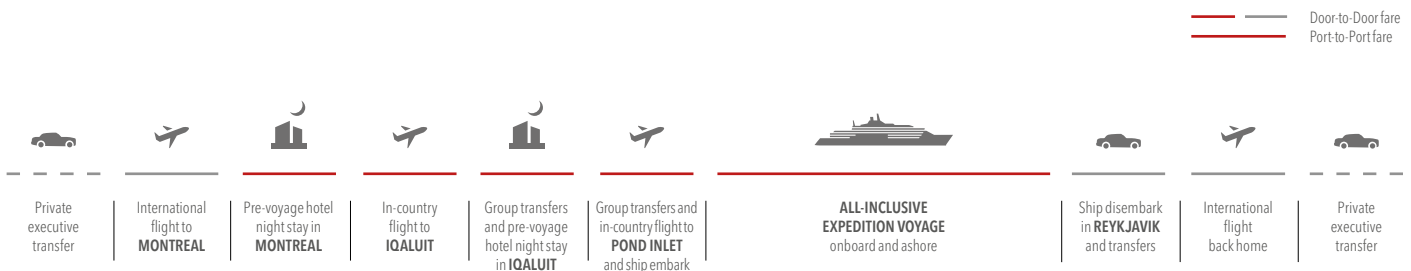 Door-to-Door fare
Port-to-Port fare
Private
executive
transfer
International
flight to
MONTREAL
Pre-voyage hotel
night stay in
MONTREAL
In-country
flight to
IQALUIT
Group transfers
and pre-voyage
hotel night stay
in IQALUIT
Group transfers and
in-country flight to
POND INLET
and ship embark
ALL-INCLUSIVE
EXPEDITION VOYAGE
onboard and ashore
Ship disembark
in REYKJAVIK
and transfers
International
flight
back home
Private
executive
transfer